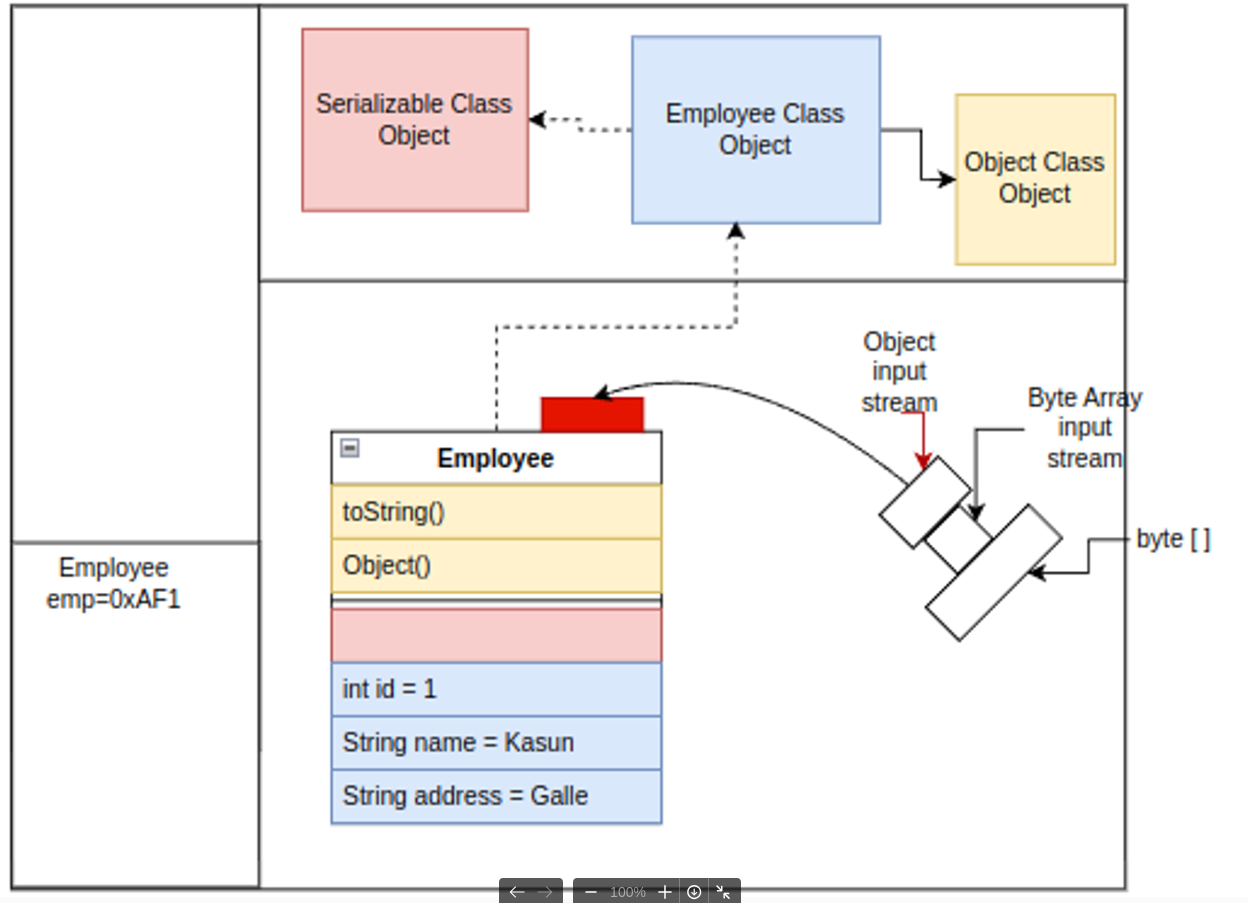 Serializable Class
Object
Employee Class
Object
Object Class
Object
Object
input
stream
Byte Array
input
stream
byte [ ]
Employee
toString()
Object()
int id = 1
String name = Kasun
String address = Galle
Employee
emp=0xAF1
100%